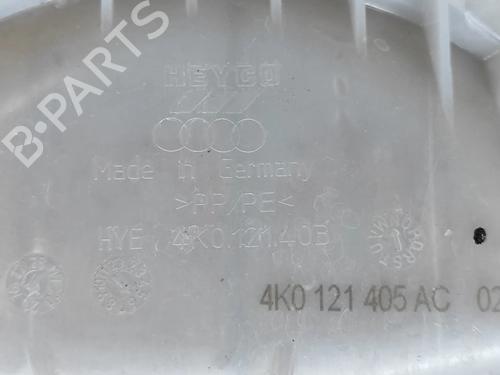 HEYCO
Made in Germany
>PP/PE<
HYE 4K0.121.403
4K0 121 405 AC 02
B-PARTS